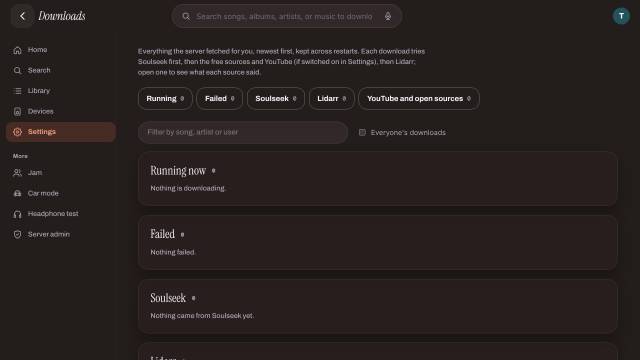 Downloads
Search songs, albums, artists, or music to downlo
T
Home
Search
Library
Devices
Settings
More
Jam
Car mode
Headphone test
Server admin
Everything the server fetched for you, newest first, kept across restarts. Each download tries
Soulseek first, then the free sources and YouTube (if switched on in Settings), then Lidarr;
open one to see what each source said.
Running 0
Failed 0
Soulseek 0
Lidarr 0
YouTube and open sources 0
Filter by song, artist or user
Everyone's downloads
Running now 0
Nothing is downloading.
Failed 0
Nothing failed.
Soulseek 0
Nothing came from Soulseek yet.